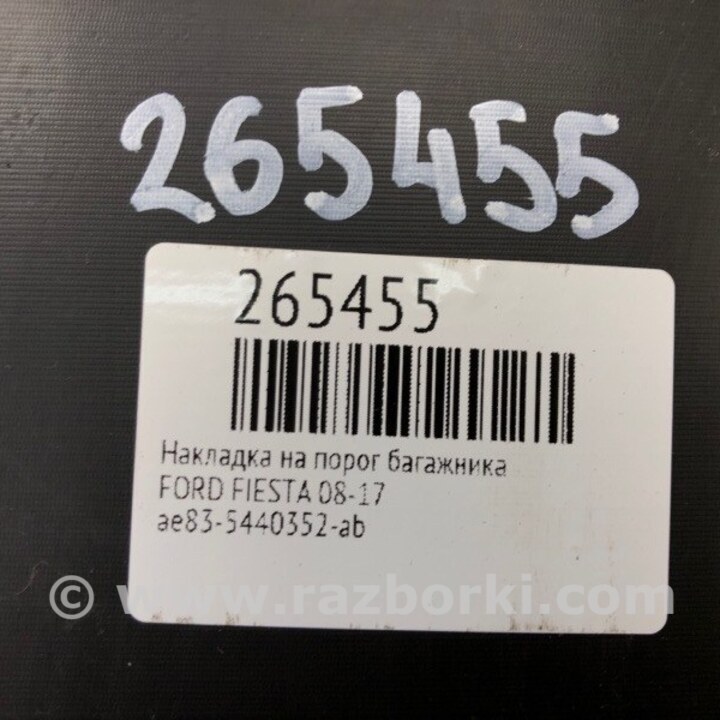 265455
265455
Накладка на порог багажника
FORD FIESTA 08-17
ae83-5440352-ab
© www.razborki.com